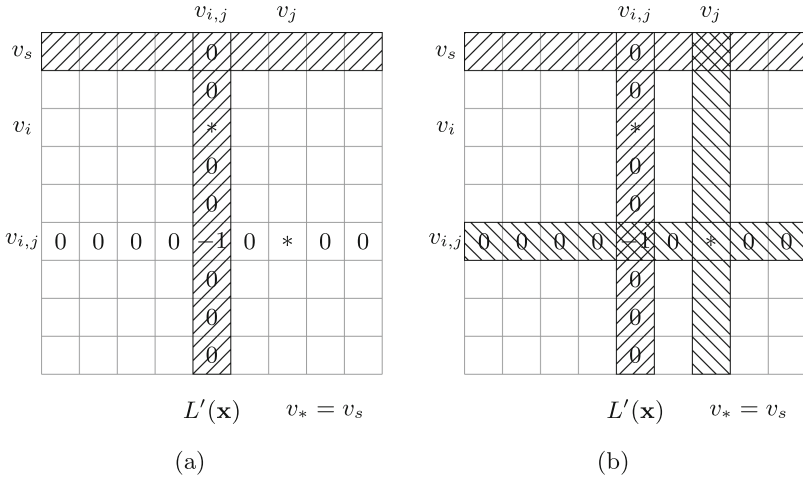 v_{i,j} v_j v_{i,j} v_j
v_s 0 v_s 0
0 0
v_i * v_i *
0 0
0 0
v_{i,j} 0 0 0 0 −1 0 * 0 0 v_{i,j} 0 0 0 0 −1 0 * 0 0
0 0
0 0
0 0
L′(x) v_* = v_s L′(x) v_* = v_s
(a) (b)